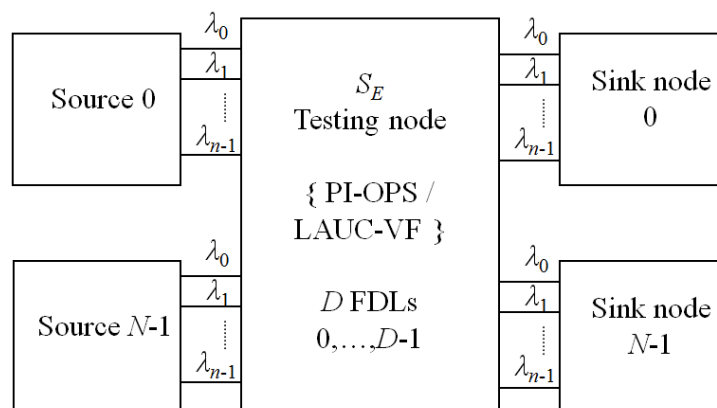 λ0
λ1
λn-1
Source 0
SE
Testing node
{ PI-OPS /
LAUC-VF }
D FDLs
0,...,D-1
λ0
λ1
λn-1
Sink node
0
λ0
λ1
λn-1
Source N-1
λ0
λ1
λn-1
Sink node
N-1